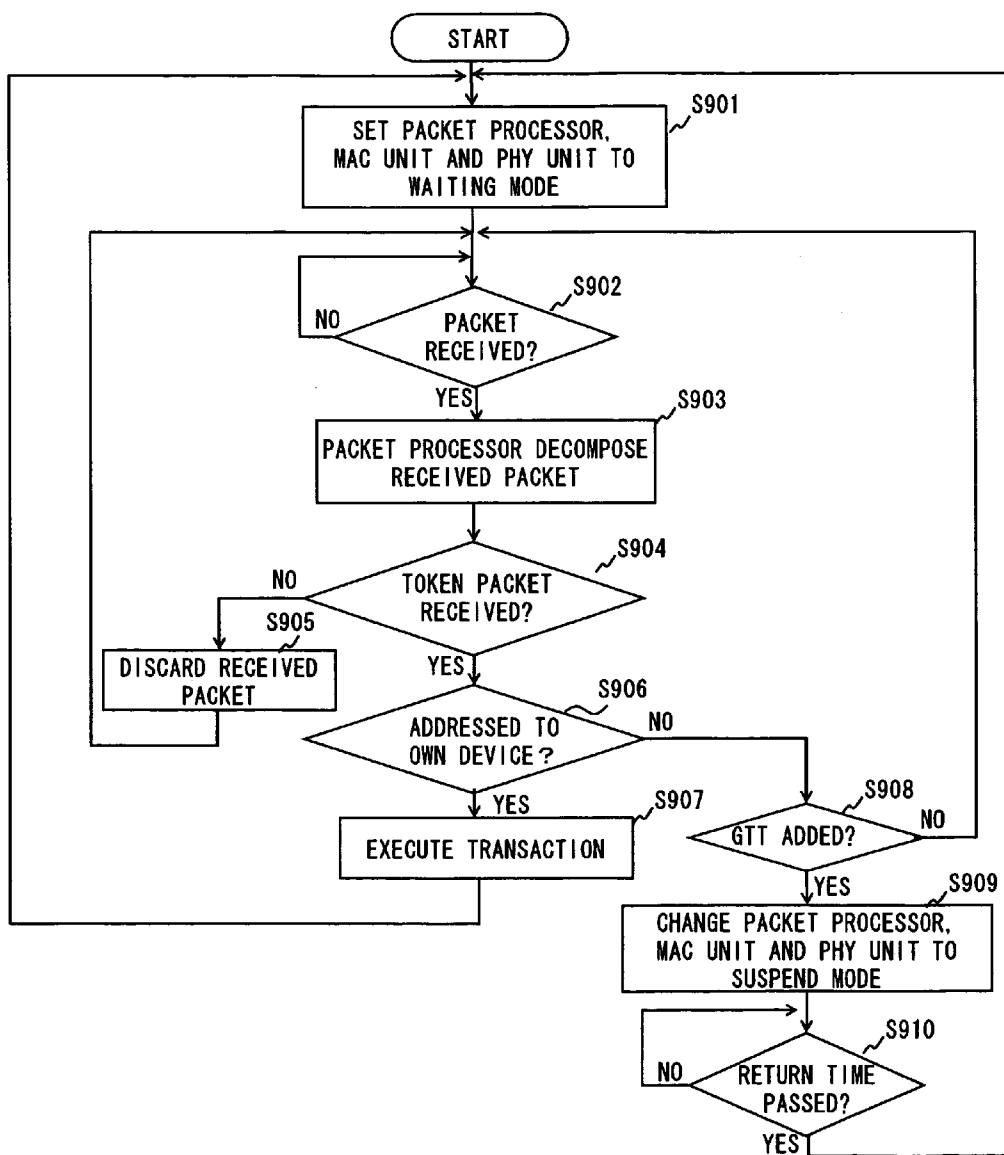 START
S901
SET PACKET PROCESSOR,
MAC UNIT AND PHY UNIT TO
WAITING MODE
S902
PACKET
RECEIVED?
NO
YES
S903
PACKET PROCESSOR DECOMPOSE
RECEIVED PACKET
S904
TOKEN PACKET
RECEIVED?
NO
YES
S905
DISCARD RECEIVED
PACKET
S906
ADDRESSED TO
OWN DEVICE?
NO
YES
S907
EXECUTE TRANSACTION
S908
GTT ADDED?
NO
YES
S909
CHANGE PACKET PROCESSOR,
MAC UNIT AND PHY UNIT TO
SUSPEND MODE
S910
RETURN TIME
PASSED?
NO
YES